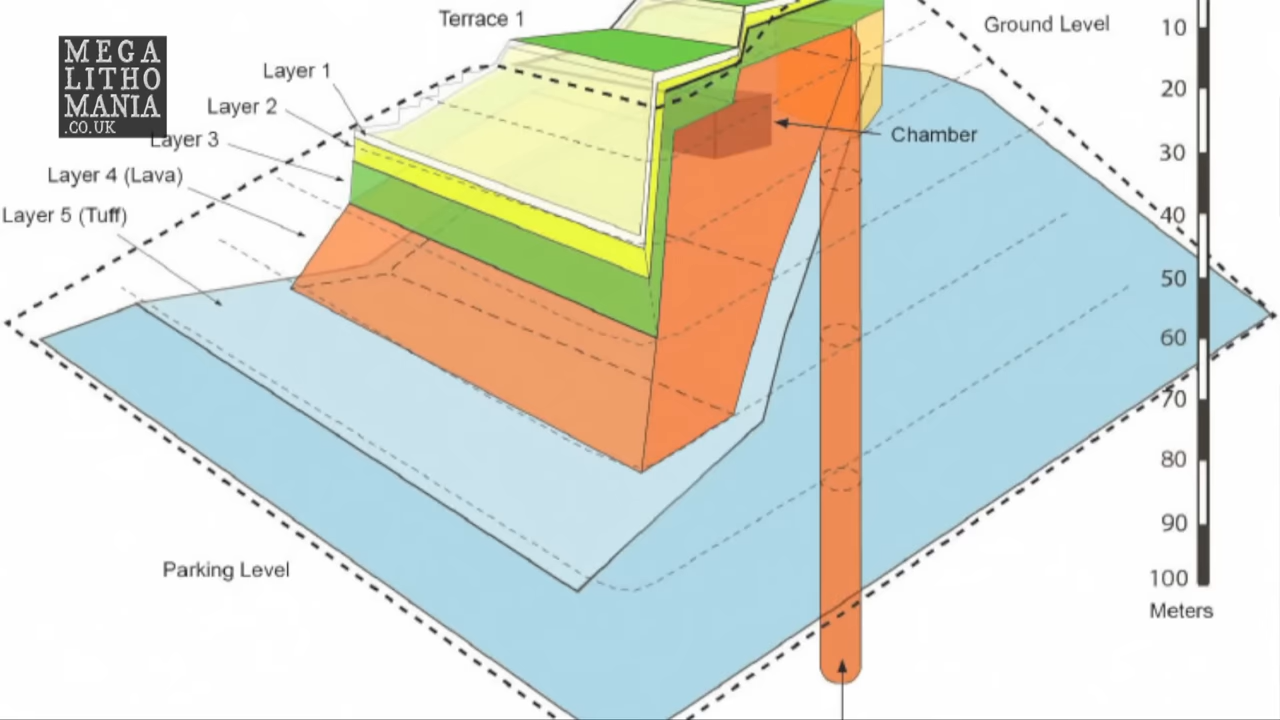 MEGA
LITHO
MANIA
.CO.UK
Terrace 1
Ground Level
Layer 1
Layer 2
Layer 3
Layer 4 (Lava)
Layer 5 (Tuff)
Chamber
Parking Level
10
20
30
40
50
60
70
80
90
100
Meters